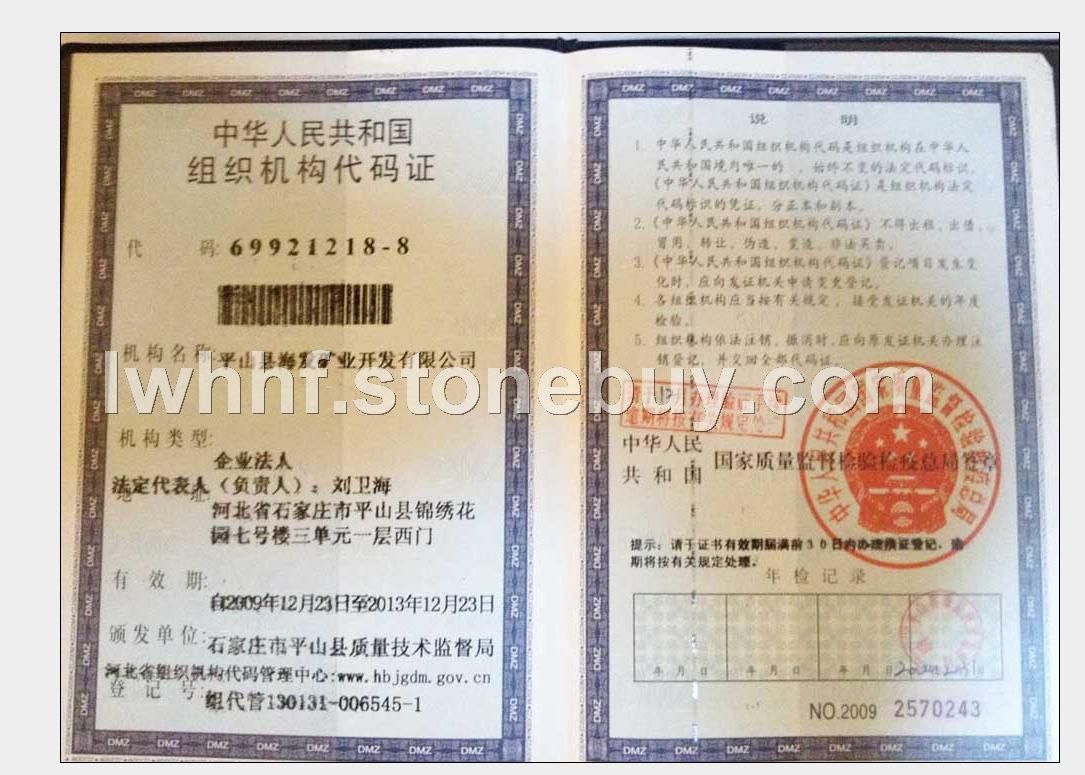 中华人民共和国
组织机构代码证
代 码: 69921218-8
机构名称: 平山县海发矿业开发有限公司
lwhhf.stonebuy.com
机构类型:
企业法人
法定代表人（负责人）：刘卫海
地 址:
河北省石家庄市平山县锦绣花
园七号楼三单元一层西门
有 效 期:
自2009年12月23日至2013年12月23日
颁发单位: 石家庄市平山县质量技术监督局
河北省组织机构代码管理中心:www.hbjgdm.gov.cn
登 记 号: 组代管130131-006545-1
说 明
1. 中华人民共和国组织机构代码是组织机构在中华人
民共和国境内唯一的、始终不变的法定代码标识，
《中华人民共和国组织机构代码证》是组织机构法定
代码标识的凭证，分正本和副本。
2.《中华人民共和国组织机构代码证》不得出租、出借、
冒用、转让、伪造、变造、非法买卖。
3.《中华人民共和国组织机构代码证》登记项目发生变
化时，应向发证机关申请变更登记。
4. 各组织机构应当按有关规定，接受发证机关的年度
检验。
5. 组织机构依法注销、撤消时，应向原发证机关办理注
销登记，并交回全部代码证。
中华人民
共 和 国
国家质量监督检验检疫总局签章
提示：请于证书有效期届满前30日内办理换证登记，逾
期将按有关规定处理。
年 检 记 录
年 月 日 年 月 日 年 月 日
NO.2009 2570243